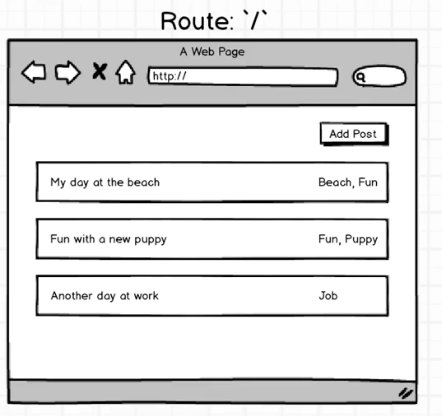 Route: `/`
A Web Page
http://
Add Post
My day at the beach Beach, Fun
Fun with a new puppy Fun, Puppy
Another day at work Job